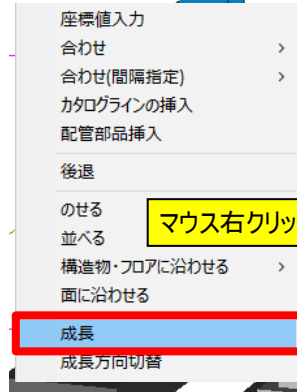 座標値入力
合わせ
合わせ(間隔指定)
カタログラインの挿入
配管部品挿入
後退
のせる
マウス右クリッ
並べる
構造物・フロアに沿わせる
面に沿わせる
成長
成長方向切替